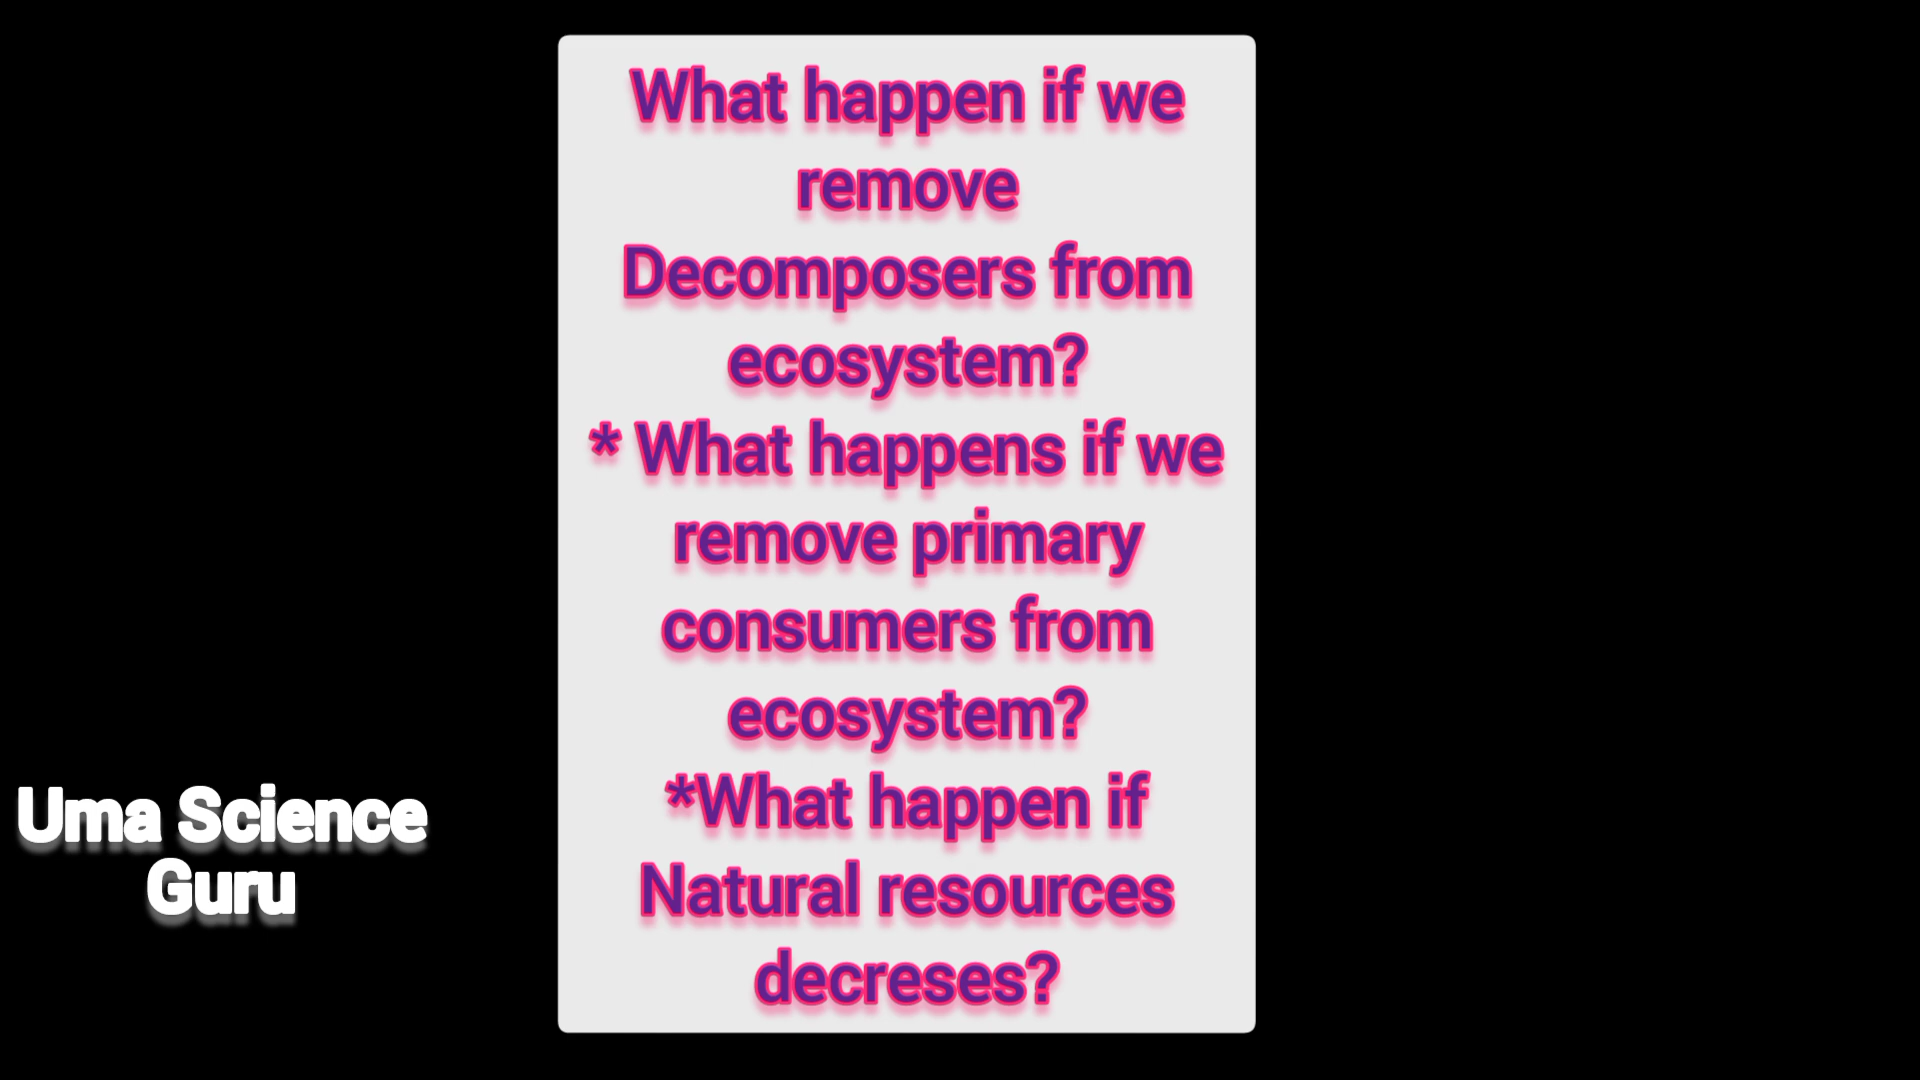 What happen if we
remove
Decomposers from
ecosystem?
* What happens if we
remove primary
consumers from
ecosystem?
*What happen if
Natural resources
decreses?
Uma Science
Guru